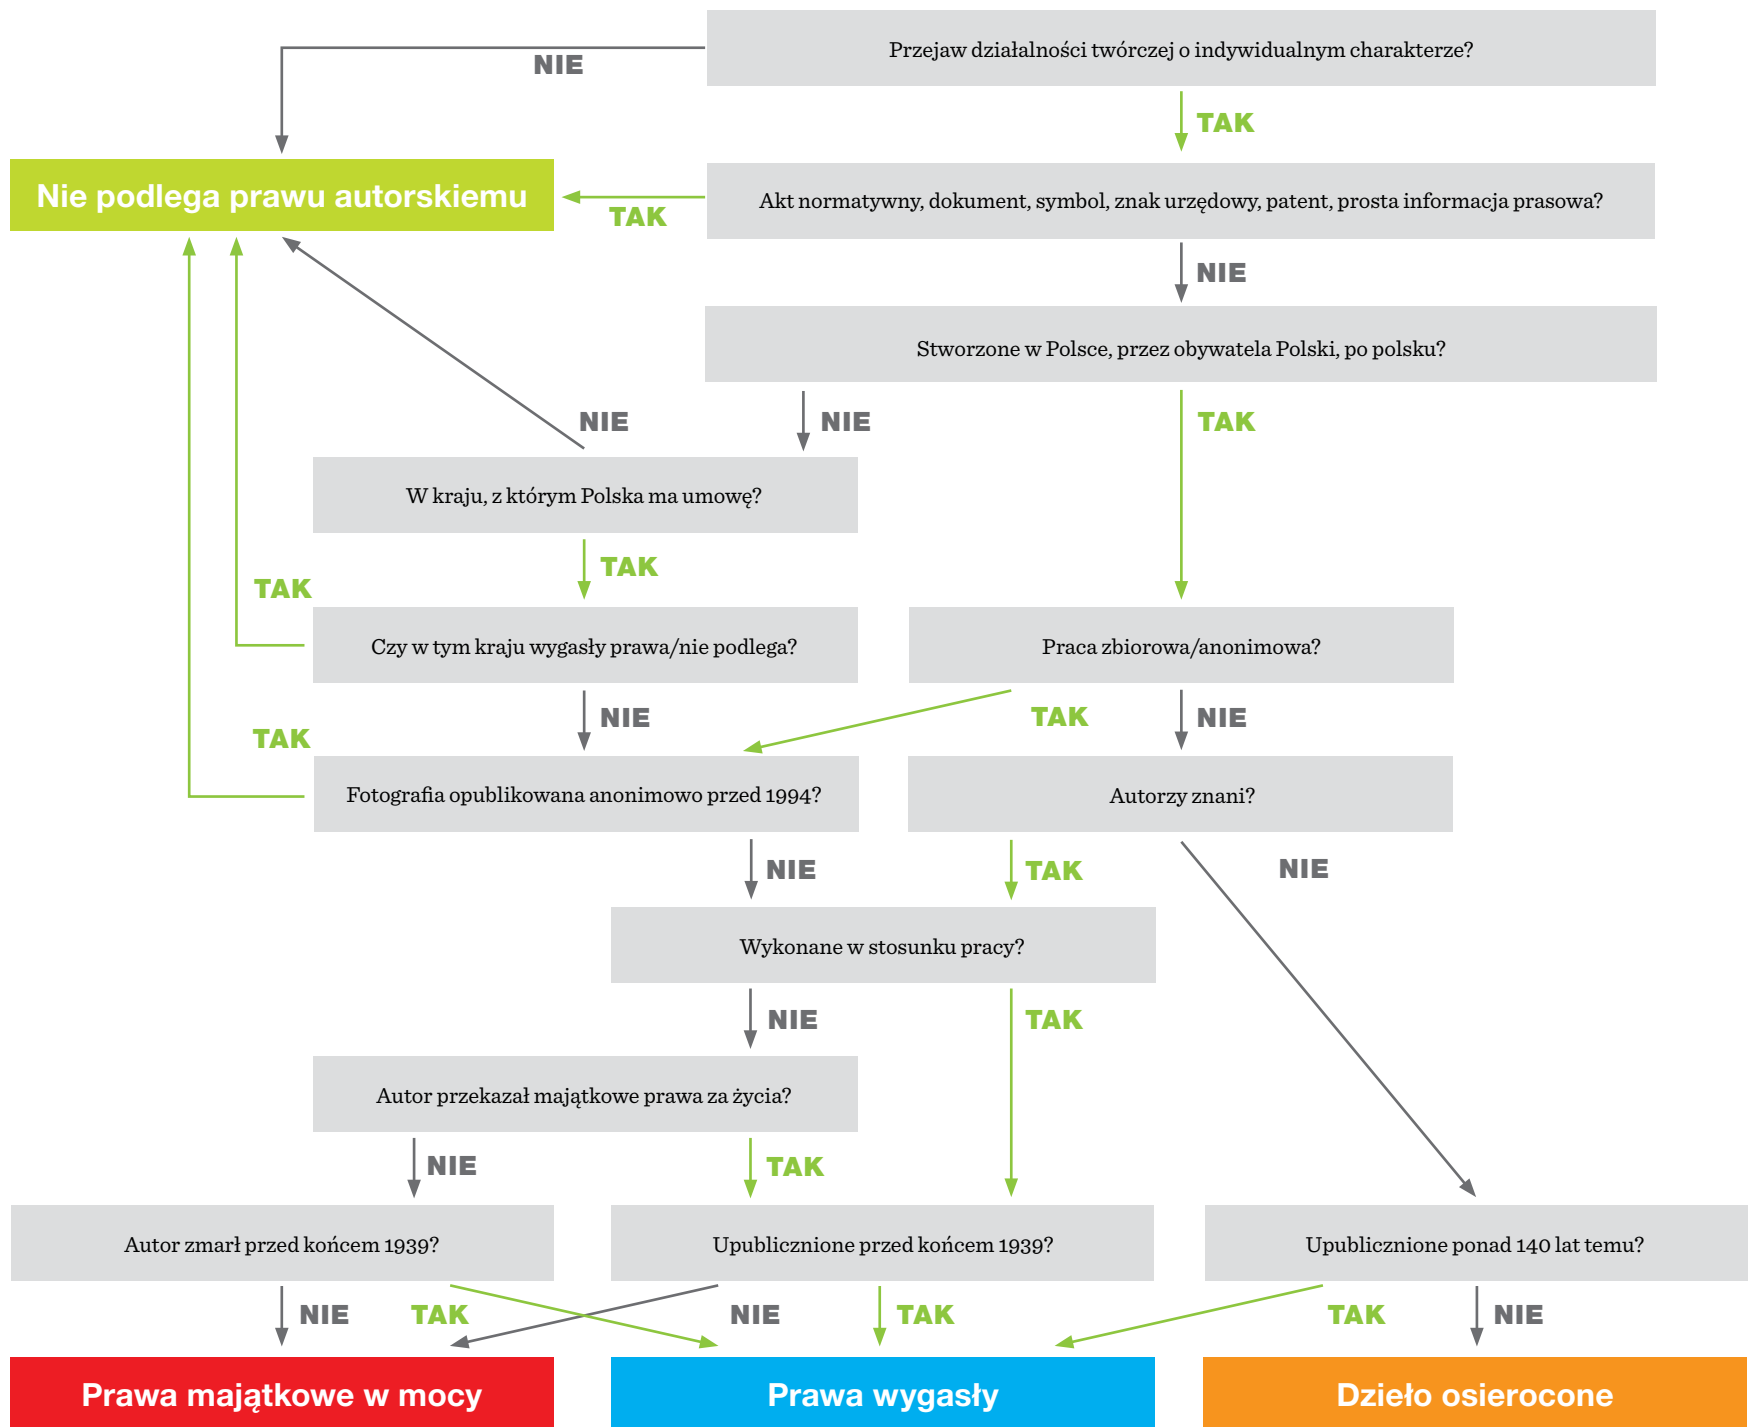 Przejaw działalności twórczej o indywidualnym charakterze?
NIE
TAK
Nie podlega prawu autorskiemu
TAK
Akt normatywny, dokument, symbol, znak urzędowy, patent, prosta informacja prasowa?
NIE
Stworzone w Polsce, przez obywatela Polski, po polsku?
NIE
NIE
TAK
W kraju, z którym Polska ma umowę?
TAK
TAK
Czy w tym kraju wygasły prawa/nie podlega?
Praca zbiorowa/anonimowa?
TAK
NIE
TAK
NIE
Fotografia opublikowana anonimowo przed 1994?
Autorzy znani?
NIE
TAK
NIE
Wykonane w stosunku pracy?
NIE
TAK
Autor przekazał majątkowe prawa za życia?
NIE
TAK
Autor zmarł przed końcem 1939?
Upublicznione przed końcem 1939?
Upublicznione ponad 140 lat temu?
NIE
TAK
NIE
TAK
TAK
NIE
Prawa majątkowe w mocy
Prawa wygasły
Dzieło osierocone